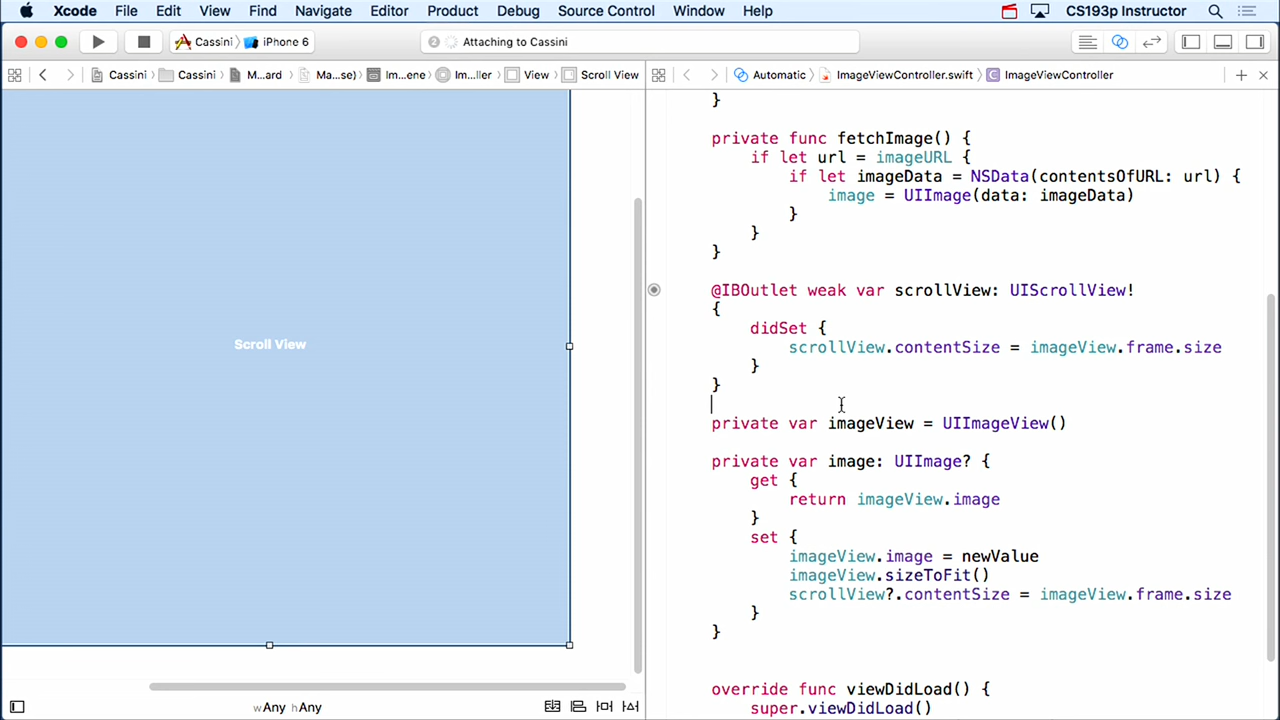 Xcode File Edit View Find Navigate Editor Product Debug Source Control Window Help CS193p Instructor
Cassini iPhone 6 2 Attaching to Cassini
Cassini Cassini M...ard Ma...se) Im...ene Im...ller View Scroll View Automatic ImageViewController.swift C ImageViewController
}
private func fetchImage() {
if let url = imageURL {
if let imageData = NSData(contentsOfURL: url) {
image = UIImage(data: imageData)
}
}
}
@IBOutlet weak var scrollView: UIScrollView!
{
didSet {
scrollView.contentSize = imageView.frame.size
}
}
private var imageView = UIImageView()
private var image: UIImage? {
get {
return imageView.image
}
set {
imageView.image = newValue
imageView.sizeToFit()
scrollView?.contentSize = imageView.frame.size
}
}
override func viewDidLoad() {
super.viewDidLoad()
Scroll View
wAny hAny